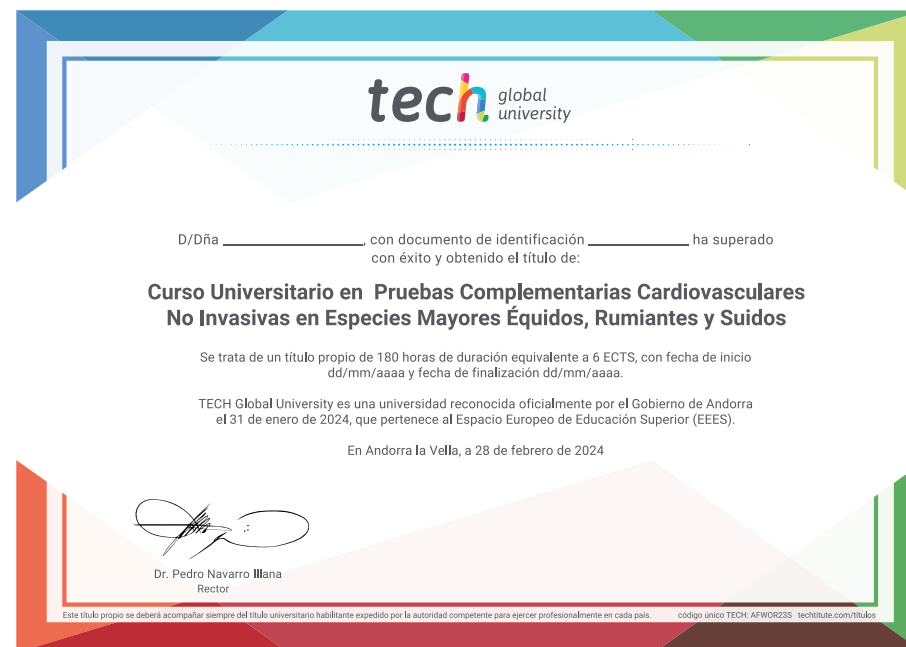 tech global university
D/Dña ______________, con documento de identificación ____________ ha superado
con éxito y obtenido el título de:
Curso Universitario en Pruebas Complementarias Cardiovasculares
No Invasivas en Especies Mayores Équidos, Rumiantes y Suidos
Se trata de un título propio de 180 horas de duración equivalente a 6 ECTS, con fecha de inicio
dd/mm/aaaa y fecha de finalización dd/mm/aaaa.
TECH Global University es una universidad reconocida oficialmente por el Gobierno de Andorra
el 31 de enero de 2024, que pertenece al Espacio Europeo de Educación Superior (EEES).
En Andorra la Vella, a 28 de febrero de 2024
Dr. Pedro Navarro Illana
Rector
Este título propio se deberá acompañar siempre del título universitario habilitante expedido por la autoridad competente para ejercer profesionalmente en cada país. código único TECH: AFWOR23S techtitute.com/titulos